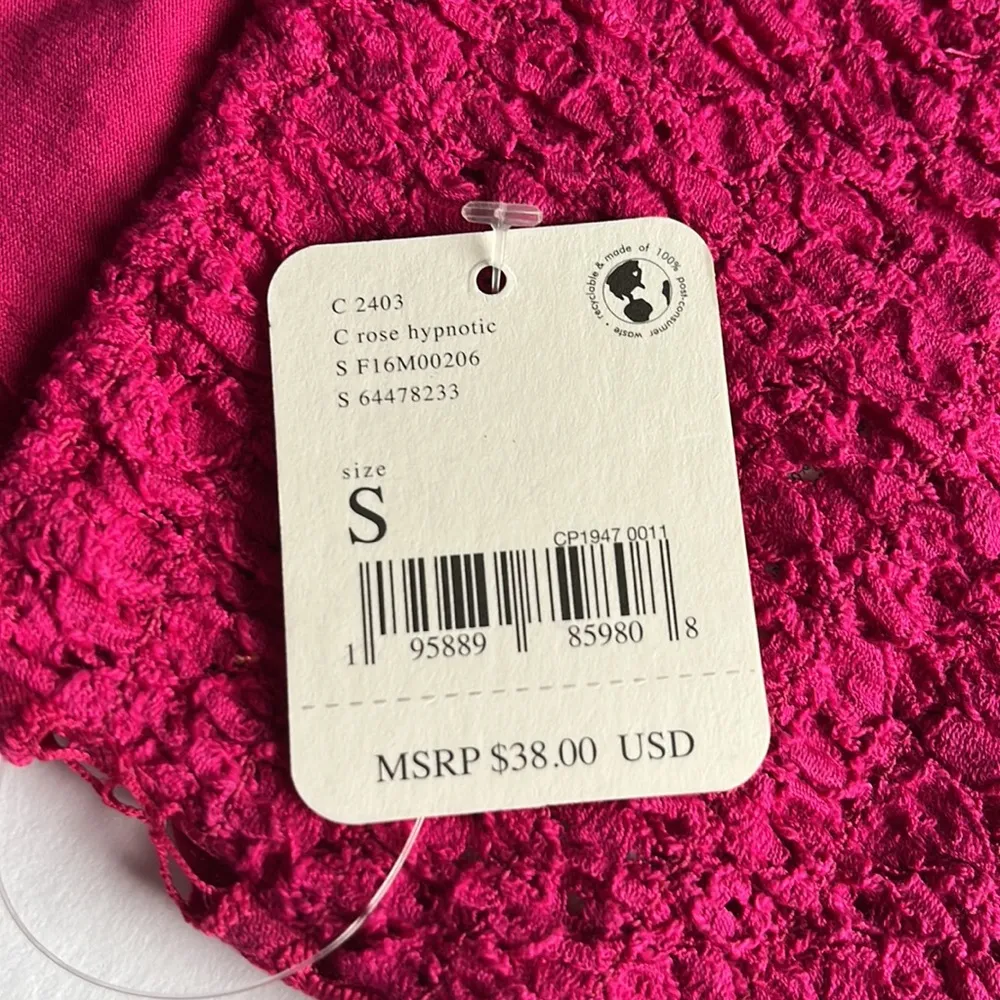 recyclable & made of 100% post-consumer waste •
C 2403
C rose hypnotic
S F16M00206
S 64478233
size
S
CP1947 0011
1 95889 85980 8
MSRP $38.00 USD